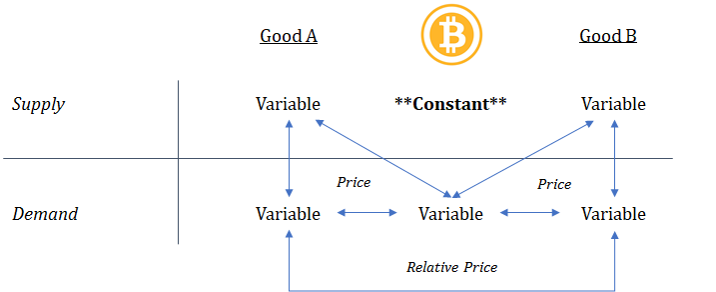 Good A
₿
Good B
Supply
Variable
**Constant**
Variable
Price
Price
Demand
Variable
Variable
Variable
Relative Price